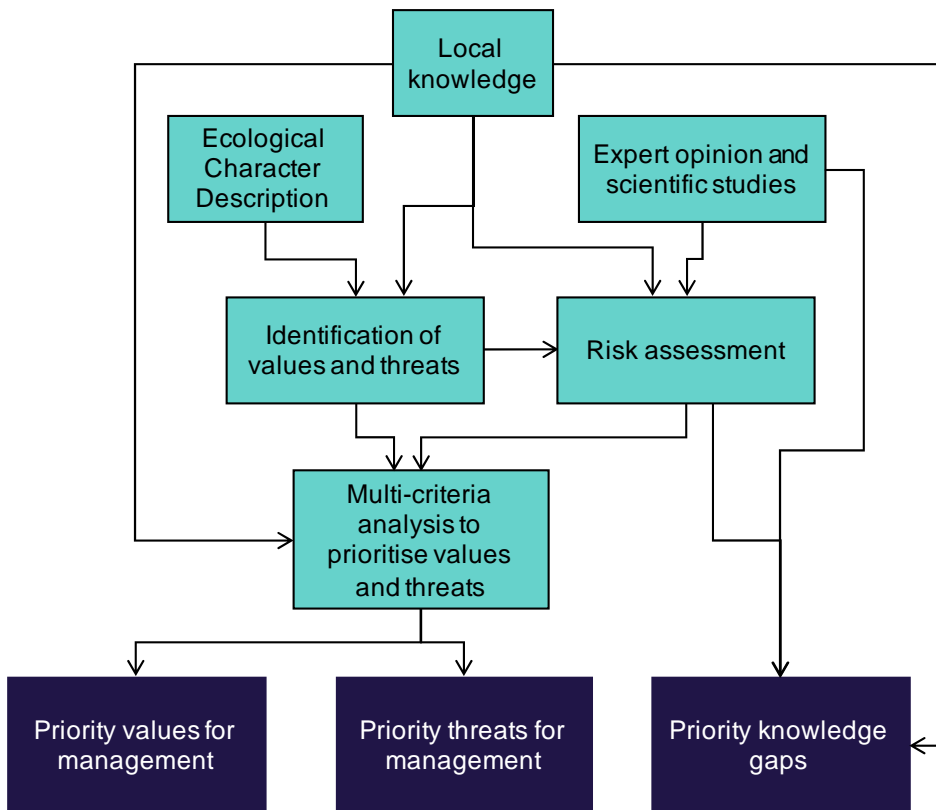 Local
knowledge
Ecological
Character
Description
Expert opinion and
scientific studies
Identification of
values and threats
Risk assessment
Multi-criteria
analysis to
prioritise values
and threats
Priority values for
management
Priority threats for
management
Priority knowledge
gaps